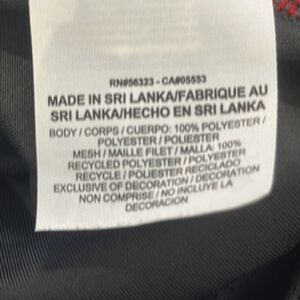 RN#56323 - CA#05553
MADE IN SRI LANKA/FABRIQUE AU
SRI LANKA/HECHO EN SRI LANKA
BODY / CORPS / CUERPO: 100% POLYESTER /
POLYESTER / POLIESTER
MESH / MAILLE FILET / MALLA: 100%
RECYCLED POLYESTER / POLYESTER
RECYCLE / POLIESTER RECICLADO
EXCLUSIVE OF DECORATION / DECORATION
NON COMPRISE / NO INCLUYE LA
DECORACION